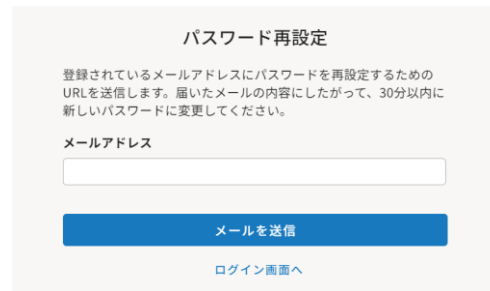 パスワード再設定
登録されているメールアドレスにパスワードを再設定するための
URLを送信します。届いたメールの内容にしたがって、30分以内に
新しいパスワードに変更してください。
メールアドレス
メールを送信
ログイン画面へ